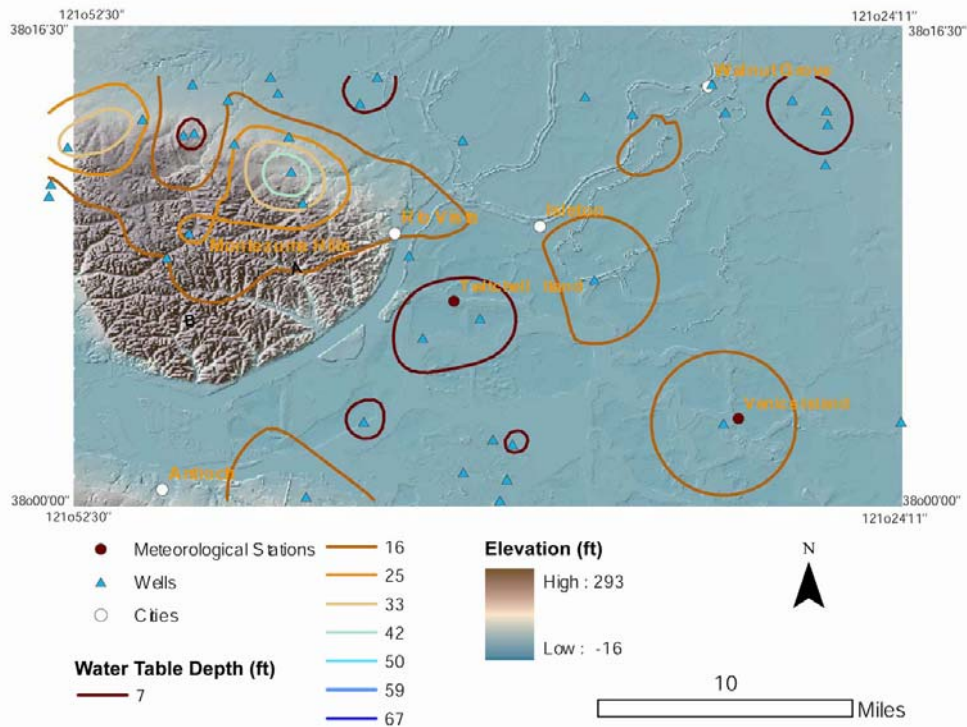 121o52'30"
121o24'11"
38o16'30"
38o16'30"
Walnut Grove
Rio Vista
Isleton
Montezuma Hills
A
Twitchell Island
B
Venice Island
Antioch
38o00'00"
38o00'00"
121o52'30"
121o24'11"
Meteorological Stations
Wells
Cities
Water Table Depth (ft)
7
16
25
33
42
50
59
67
Elevation (ft)
High : 293
Low : -16
N
10
Miles